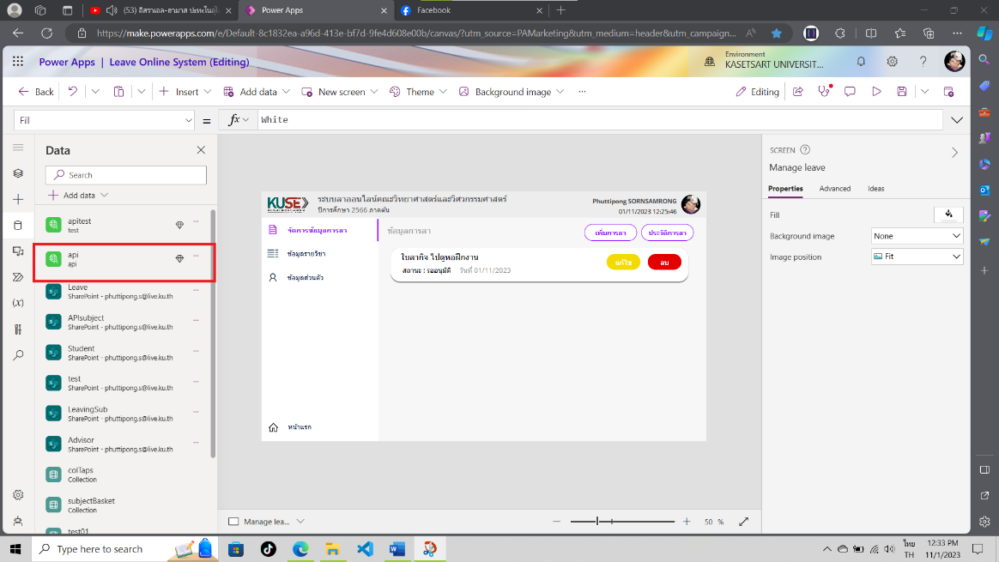 (53) อิสราเอล-ฮามาส ปะทะในอุโ
Power Apps
Facebook
https://make.powerapps.com/e/Default-8c1832ea-a96d-413e-bf7d-9fe4d608e00b/canvas/?utm_source=PAMarketing&utm_medium=header&utm_campaign...
Power Apps | Leave Online System (Editing)
Environment
KASETSART UNIVERSIT...
Back
Insert
Add data
New screen
Theme
Background image
Editing
Fill
=
fx
White
Data
Search
Add data
apitest
test
api
api
Leave
SharePoint - phuttipong.s@live.ku.th
APIsubject
SharePoint - phuttipong.s@live.ku.th
Student
SharePoint - phuttipong.s@live.ku.th
test
SharePoint - phuttipong.s@live.ku.th
LeavingSub
SharePoint - phuttipong.s@live.ku.th
Advisor
SharePoint - phuttipong.s@live.ku.th
colTaps
Collection
subjectBasket
Collection
test01
KUSE
ระบบลาออนไลน์คณะวิทยาศาสตร์และวิศวกรรมศาสตร์
ปีการศึกษา 2566 ภาคต้น
Phuttipong SORNSAMRONG
01/11/2023 12:25:46
จัดการข้อมูลการลา
ข้อมูลรายวิชา
ข้อมูลส่วนตัว
หน้าแรก
ข้อมูลการลา
เพิ่มการลา
ประวัติการลา
ใบลากิจ ไปดูหอฝึกงาน
สถานะ : รออนุมัติ วันที่ 01/11/2023
แก้ไข
ลบ
SCREEN
Manage leave
Properties
Advanced
Ideas
Fill
Background image
None
Image position
Fit
Manage lea...
50 %
Type here to search
ไทย
TH
12:33 PM
11/1/2023